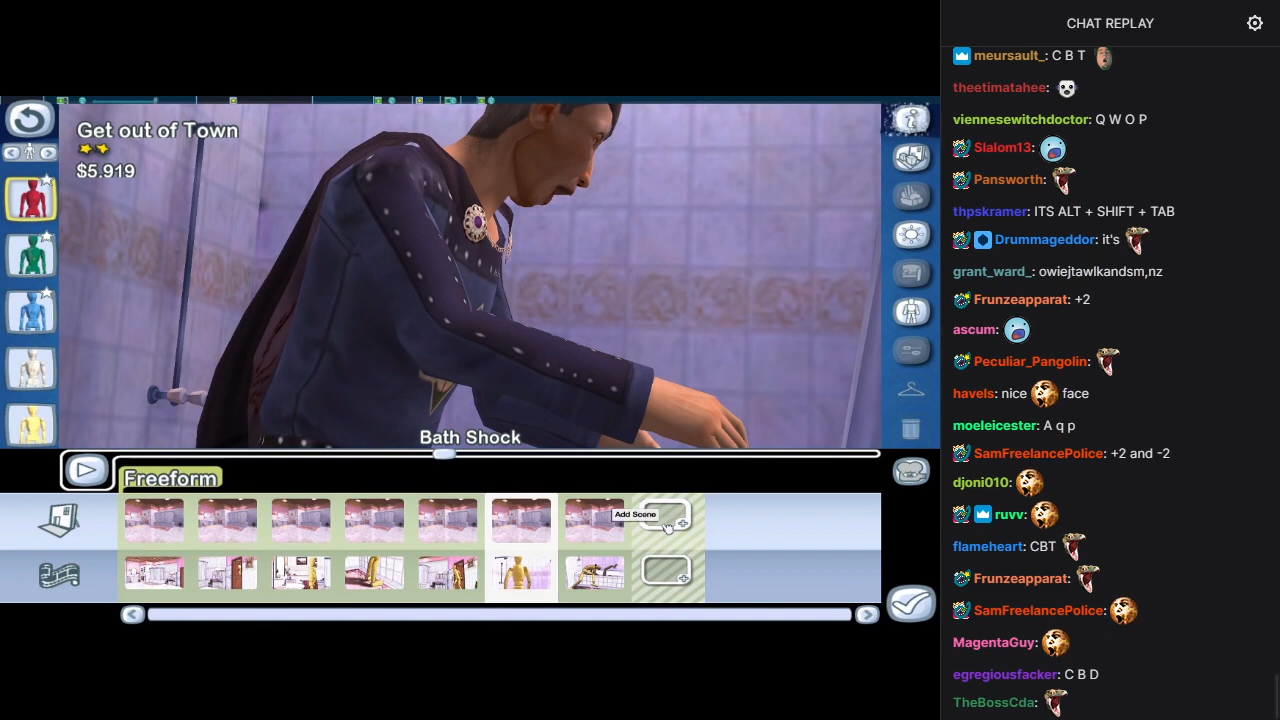 CHAT REPLAY
Get out of Town
$5.919
Bath Shock
Freeform
Add Scene
meursault_: C B T
theetimatahee:
viennesewitchdoctor: Q W O P
Slalom13:
Pansworth:
thpskramer: ITS ALT + SHIFT + TAB
Drummageddor: it's
grant_ward_: owiejtawlkandsm,nz
Frunzeapparat: +2
ascum:
Peculiar_Pangolin:
havels: nice face
moeleicester: A q p
SamFreelancePolice: +2 and -2
djoni010:
ruvv:
flameheart: CBT
Frunzeapparat:
SamFreelancePolice:
MagentaGuy:
egregiousfacker: C B D
TheBossCda: